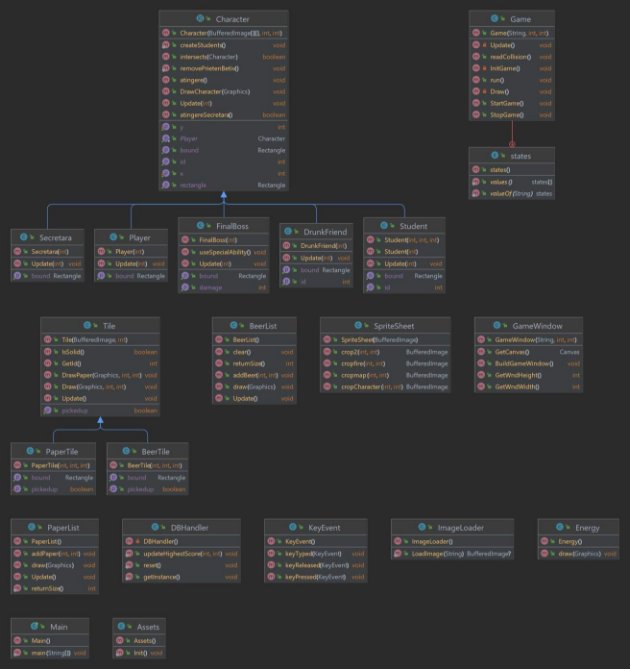 Character
Character(BufferedImage[][], int, int)
createStudents() void
intersects(Character) boolean
removePrietenBetiv() void
atingere() void
DrawCharacter(Graphics) void
Update(int) void
atingereSecretara() boolean
y int
Player Character
bound Rectangle
id int
x int
rectangle Rectangle
Game
Game(String, int, int)
Update() void
readCollision() void
InitGame() void
run() void
Draw() void
StartGame() void
StopGame() void
states
states()
values() states[]
valueOf(String) states
Secretara
Secretara(int)
Update(int) void
bound Rectangle
Player
Player(int)
Update(int) void
bound Rectangle
FinalBoss
FinalBoss(int)
useSpecialAbility() void
Update(int) void
bound Rectangle
damage int
DrunkFriend
DrunkFriend(int)
Update(int) void
bound Rectangle
id int
Student
Student(int, int, int)
Student()
Update(int) void
bound Rectangle
id int
Tile
Tile(BufferedImage, int)
IsSolid() boolean
GetId() int
DrawPaper(Graphics, int, int) void
Draw(Graphics, int, int) void
Update() void
pickedup boolean
BeerList
BeerList()
clear() void
returnSize() int
addBeer(int, int) void
draw(Graphics) void
Update() void
SpriteSheet
SpriteSheet(BufferedImage)
crop2(int, int) BufferedImage
cropfire(int, int) BufferedImage
cropmap(int, int) BufferedImage
cropCharacter(int, int) BufferedImage
GameWindow
GameWindow(String, int, int)
GetCanvas() Canvas
BuildGameWindow() void
GetWndHeight() int
GetWndWidth() int
PaperTile
PaperTile(int, int, int)
bound Rectangle
pickedup boolean
BeerTile
BeerTile(int, int, int)
bound Rectangle
pickedup boolean
PaperList
PaperList()
addPaper(int, int) void
draw(Graphics) void
Update() void
returnSize() int
DBHandler
DBHandler()
updateHighestScore(int, int) void
reset() void
getInstance() void
KeyEvent
KeyEvent()
keyTyped(KeyEvent) void
keyReleased(KeyEvent) void
keyPressed(KeyEvent) void
ImageLoader
ImageLoader()
LoadImage(String) BufferedImage?
Energy
Energy()
draw(Graphics) void
Main
Main()
main(String[]) void
Assets
Assets()
Init() void